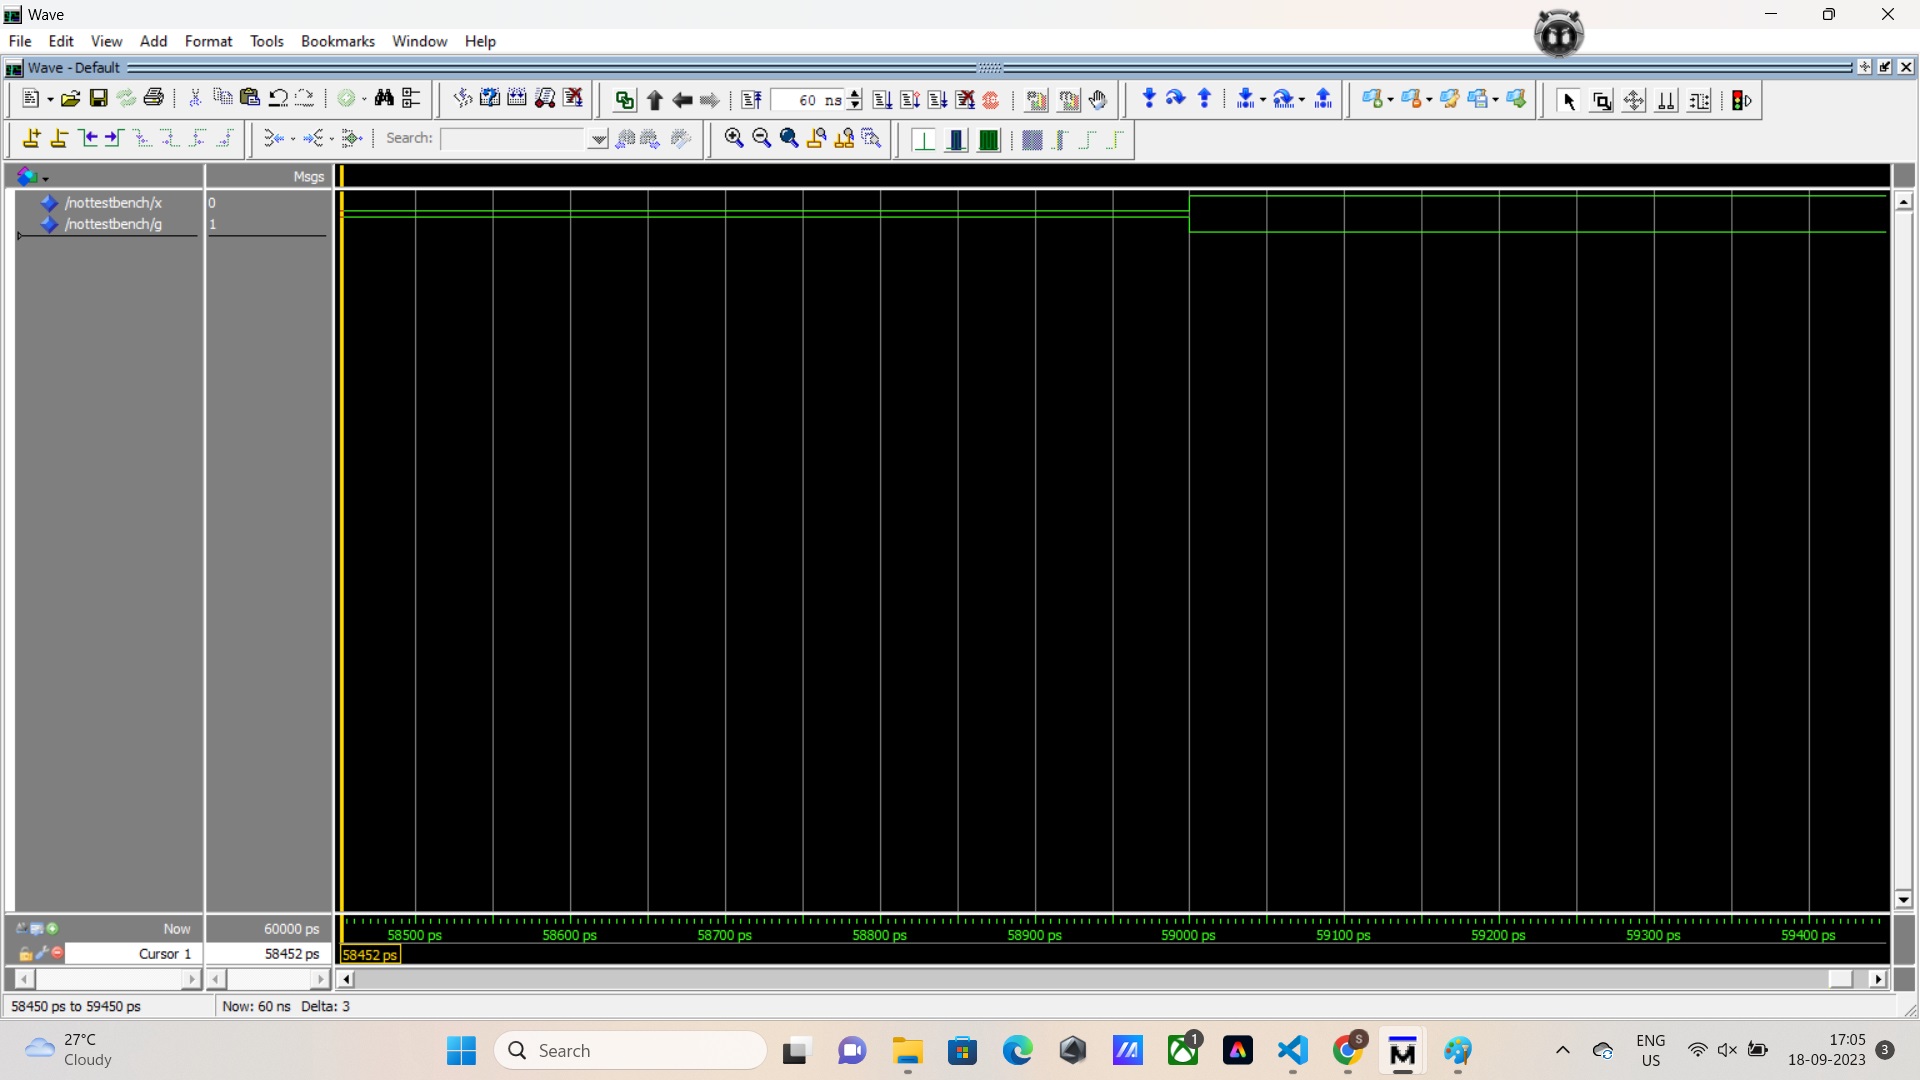 Wave
File Edit View Add Format Tools Bookmarks Window Help
Wave - Default
60 ns
Search:
Msgs
/nottestbench/x 0
/nottestbench/g 1
Now 60000 ps
58500 ps 58600 ps 58700 ps 58800 ps 58900 ps 59000 ps 59100 ps 59200 ps 59300 ps 59400 ps
Cursor 1 58452 ps 58452 ps
58450 ps to 59450 ps Now: 60 ns Delta: 3
27°C
Cloudy
Search
1
S
M
ENG
US
17:05
18-09-2023
3